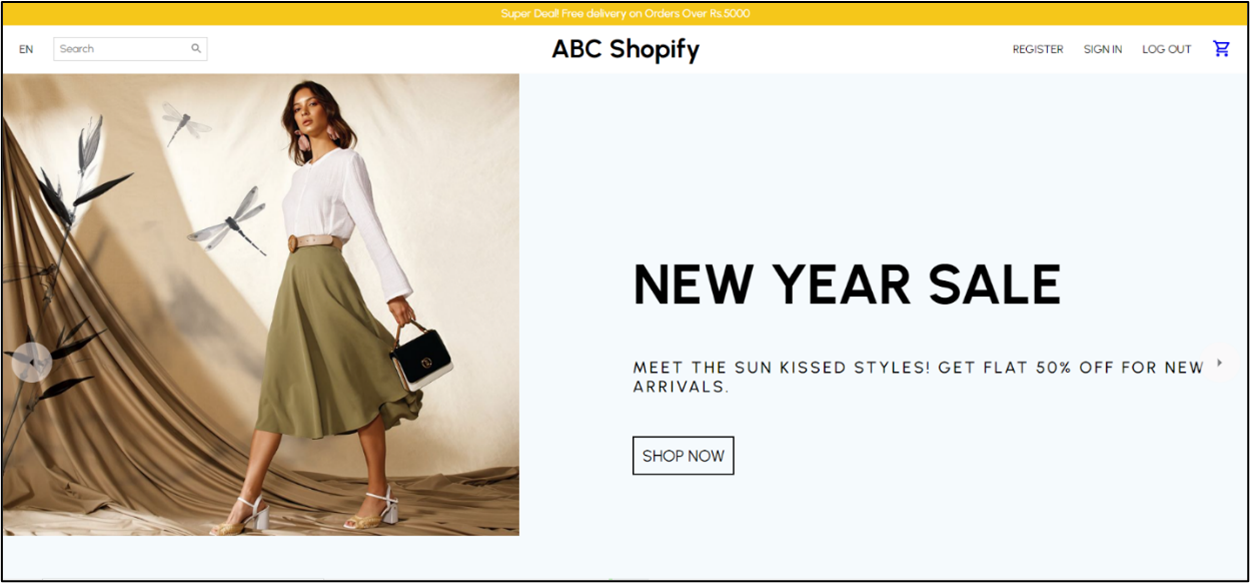 Super Deal! Free delivery on Orders Over Rs.5000
EN
Search
ABC Shopify
REGISTER
SIGN IN
LOG OUT
NEW YEAR SALE
MEET THE SUN KISSED STYLES! GET FLAT 50% OFF FOR NEW
ARRIVALS.
SHOP NOW